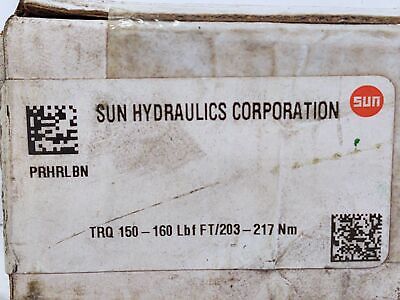 SUN HYDRAULICS CORPORATION
sun
PRHRLBN
TRQ 150-160 Lbf FT/203-217 Nm